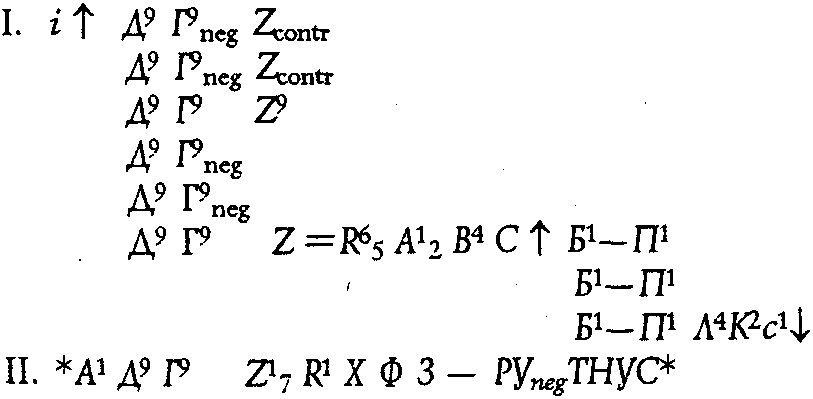 I. i↑ Д⁹ Г⁹neg Zcontr
Д⁹ Г⁹neg Zcontr
Д⁹ Г⁹ Z⁹
Д⁹ Г⁹neg
Д⁹ Г⁹neg
Д⁹ Г⁹ Z=R⁶₅ A¹₂ B⁴ C↑ Б¹—П¹
Б¹—П¹
Б¹—П¹ Л⁴K²c¹↓
II. *A¹ Д⁹ Г⁹ Z¹₇ R¹ X Ф З — РУnegТНУС*